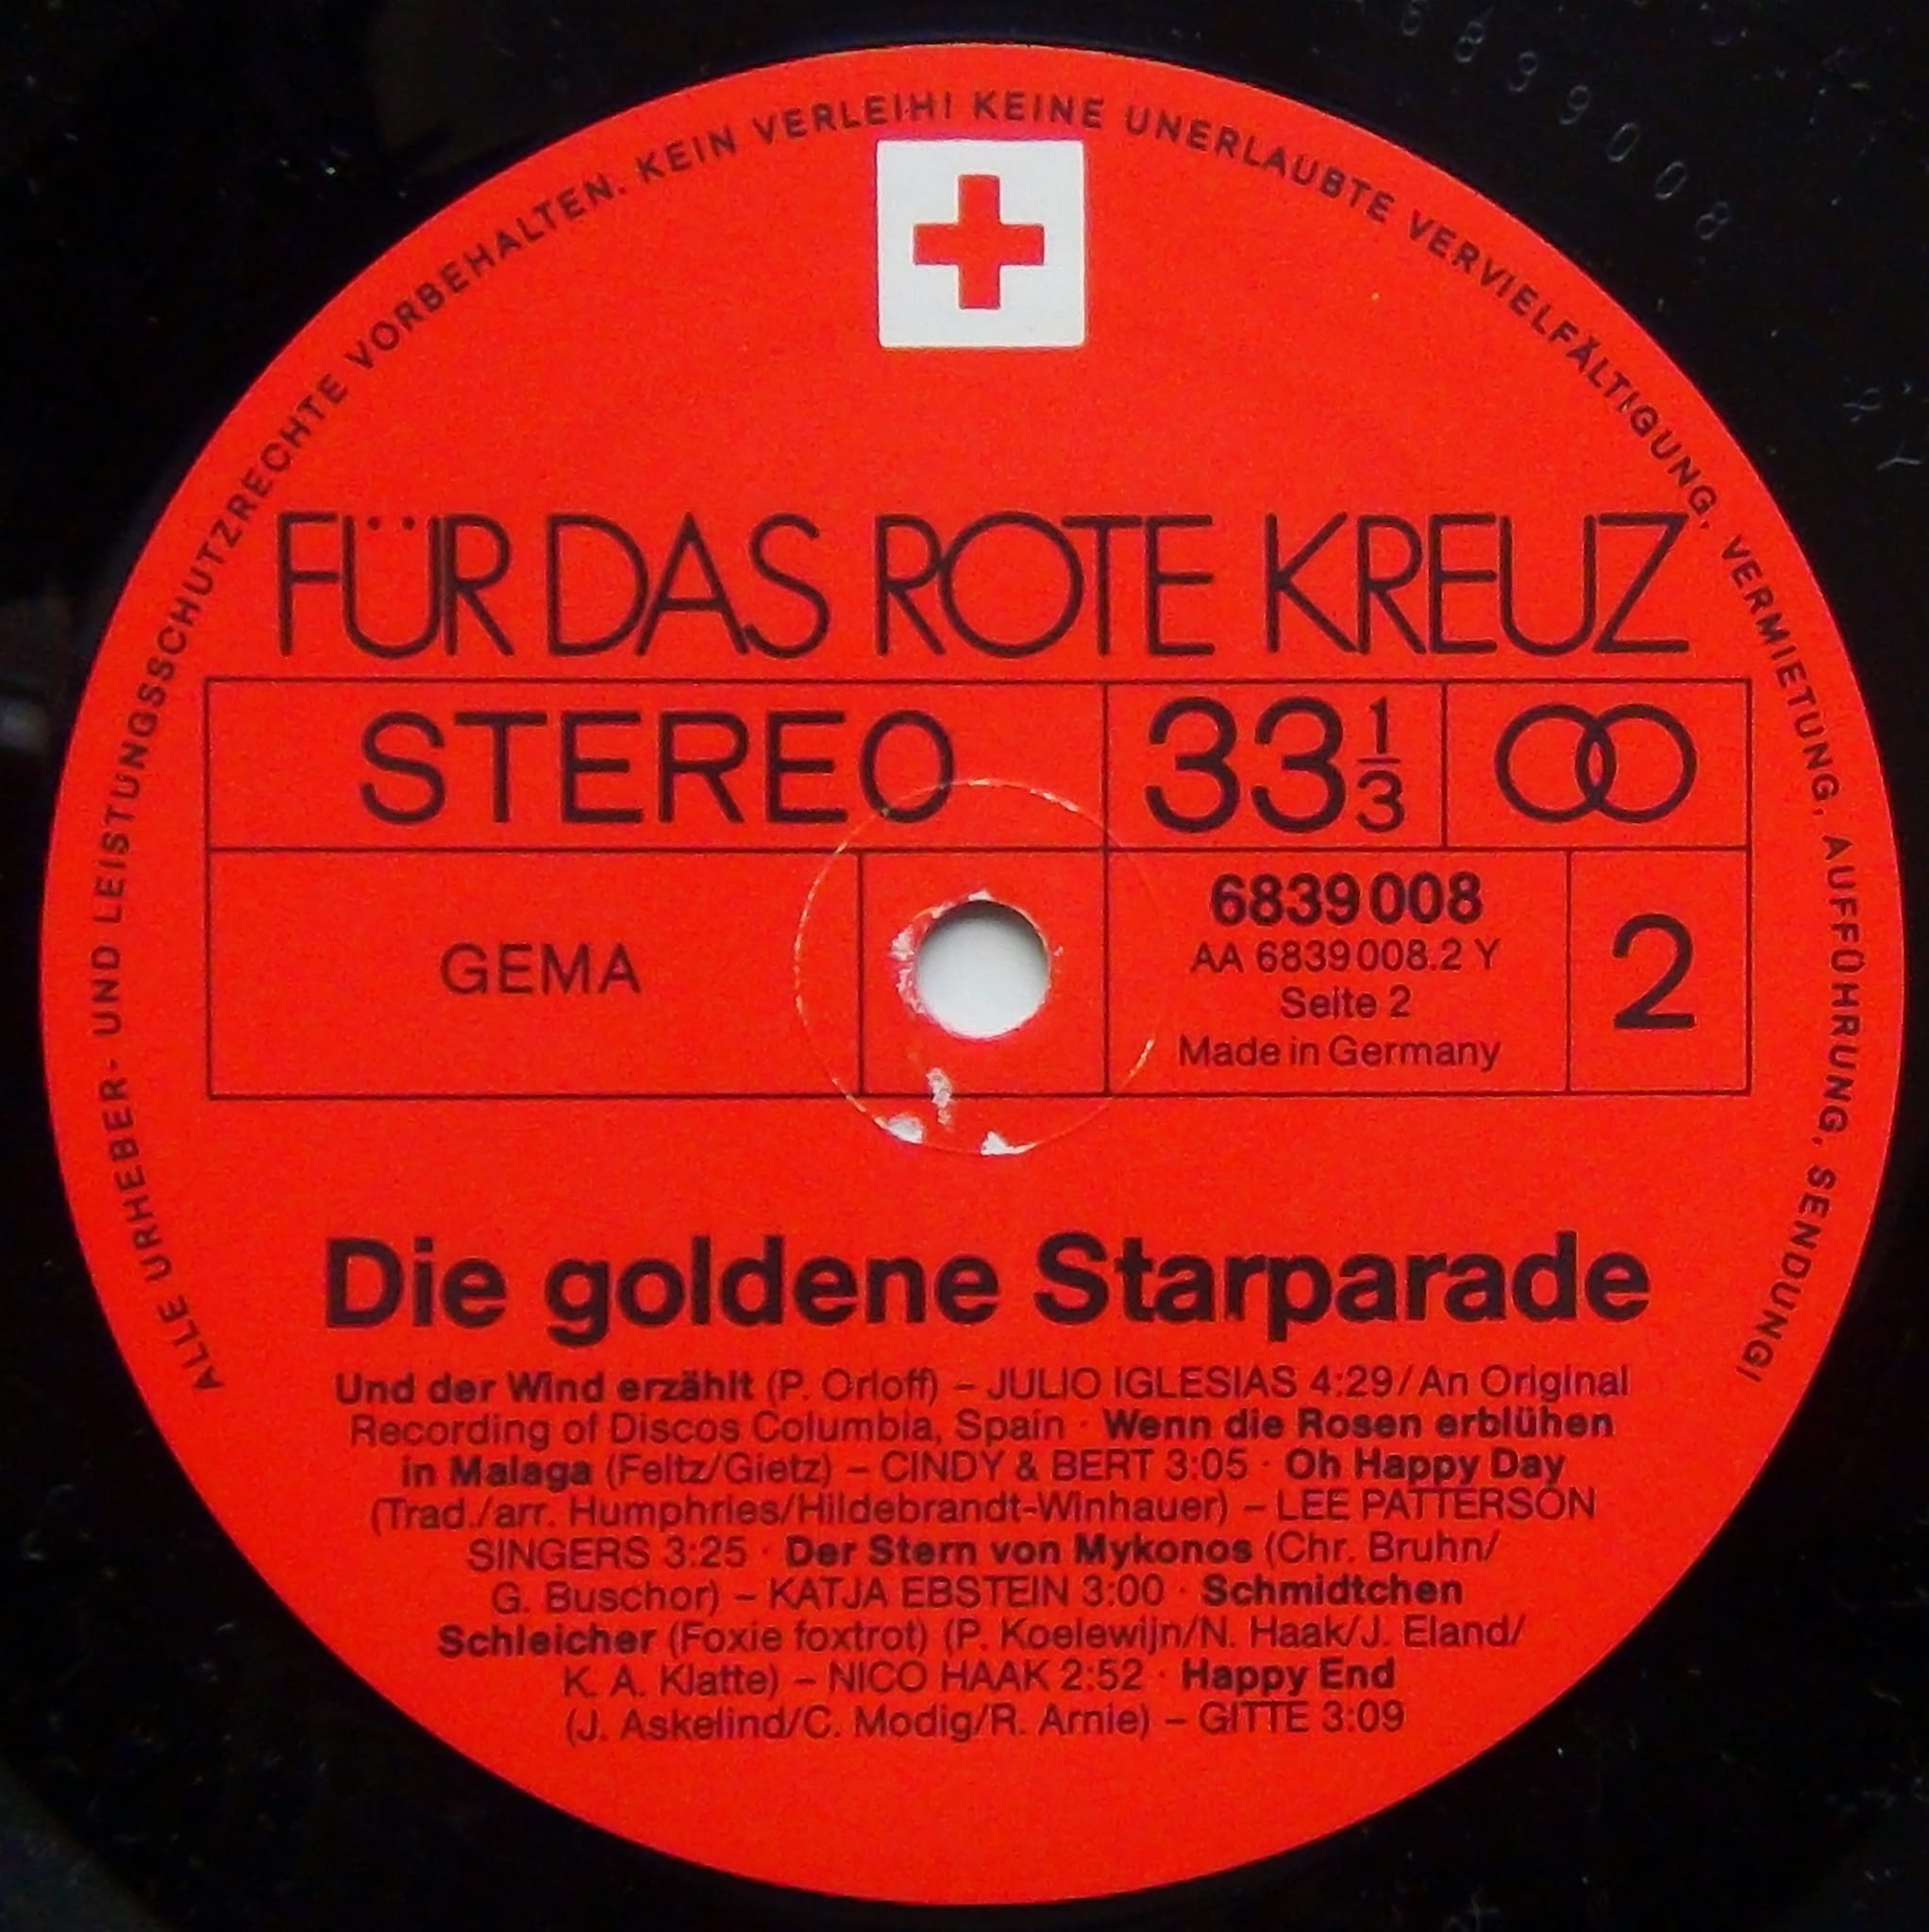 ALLE URHEBER- UND LEISTUNGSSCHUTZRECHTE VORBEHALTEN. KEIN VERLEIH! KEINE UNERLAUBTE VERVIELFÄLTIGUNG, VERMIETUNG, AUFFÜHRUNG, SENDUNG!
6839008
FÜR DAS ROTE KREUZ
STEREO
33 1/3
GEMA
6839 008
AA 6839 008.2 Y
Seite 2
Made in Germany
2
Die goldene Starparade
Und der Wind erzählt (P. Orloff) – JULIO IGLESIAS 4:29/An Original
Recording of Discos Columbia, Spain · Wenn die Rosen erblühen
in Malaga (Feltz/Gietz) – CINDY & BERT 3:05 · Oh Happy Day
(Trad./arr. Humphries/Hildebrandt-Winhauer) – LEE PATTERSON
SINGERS 3:25 · Der Stern von Mykonos (Chr. Bruhn/
G. Buschor) – KATJA EBSTEIN 3:00 · Schmidtchen
Schleicher (Foxie foxtrot) (P. Koelewijn/N. Haak/J. Eland/
K. A. Klatte) – NICO HAAK 2:52 · Happy End
(J. Askelind/C. Modig/R. Arnie) – GITTE 3:09